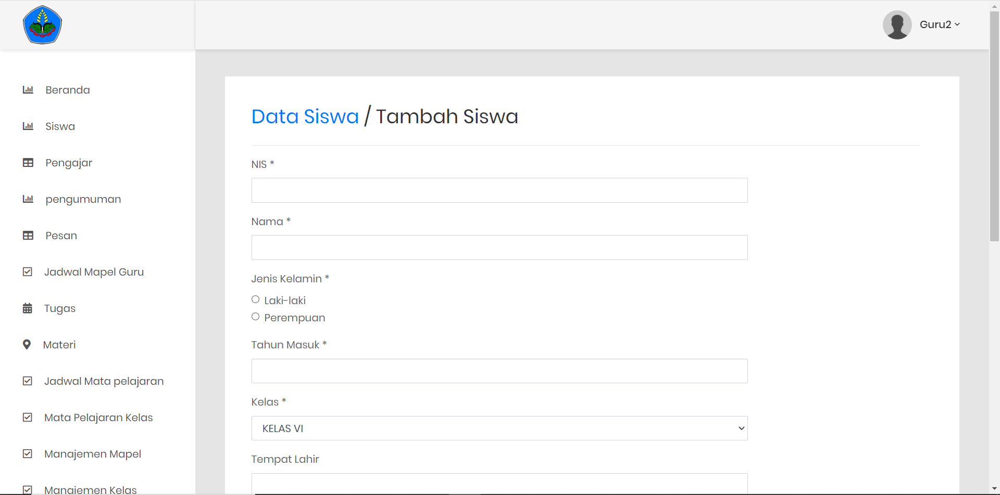 Guru2
Beranda
Siswa
Pengajar
pengumuman
Pesan
Jadwal Mapel Guru
Tugas
Materi
Jadwal Mata pelajaran
Mata Pelajaran Kelas
Manajemen Mapel
Manajemen Kelas
Data Siswa / Tambah Siswa
NIS *
Nama *
Jenis Kelamin *
Laki-laki
Perempuan
Tahun Masuk *
Kelas *
KELAS VI
Tempat Lahir